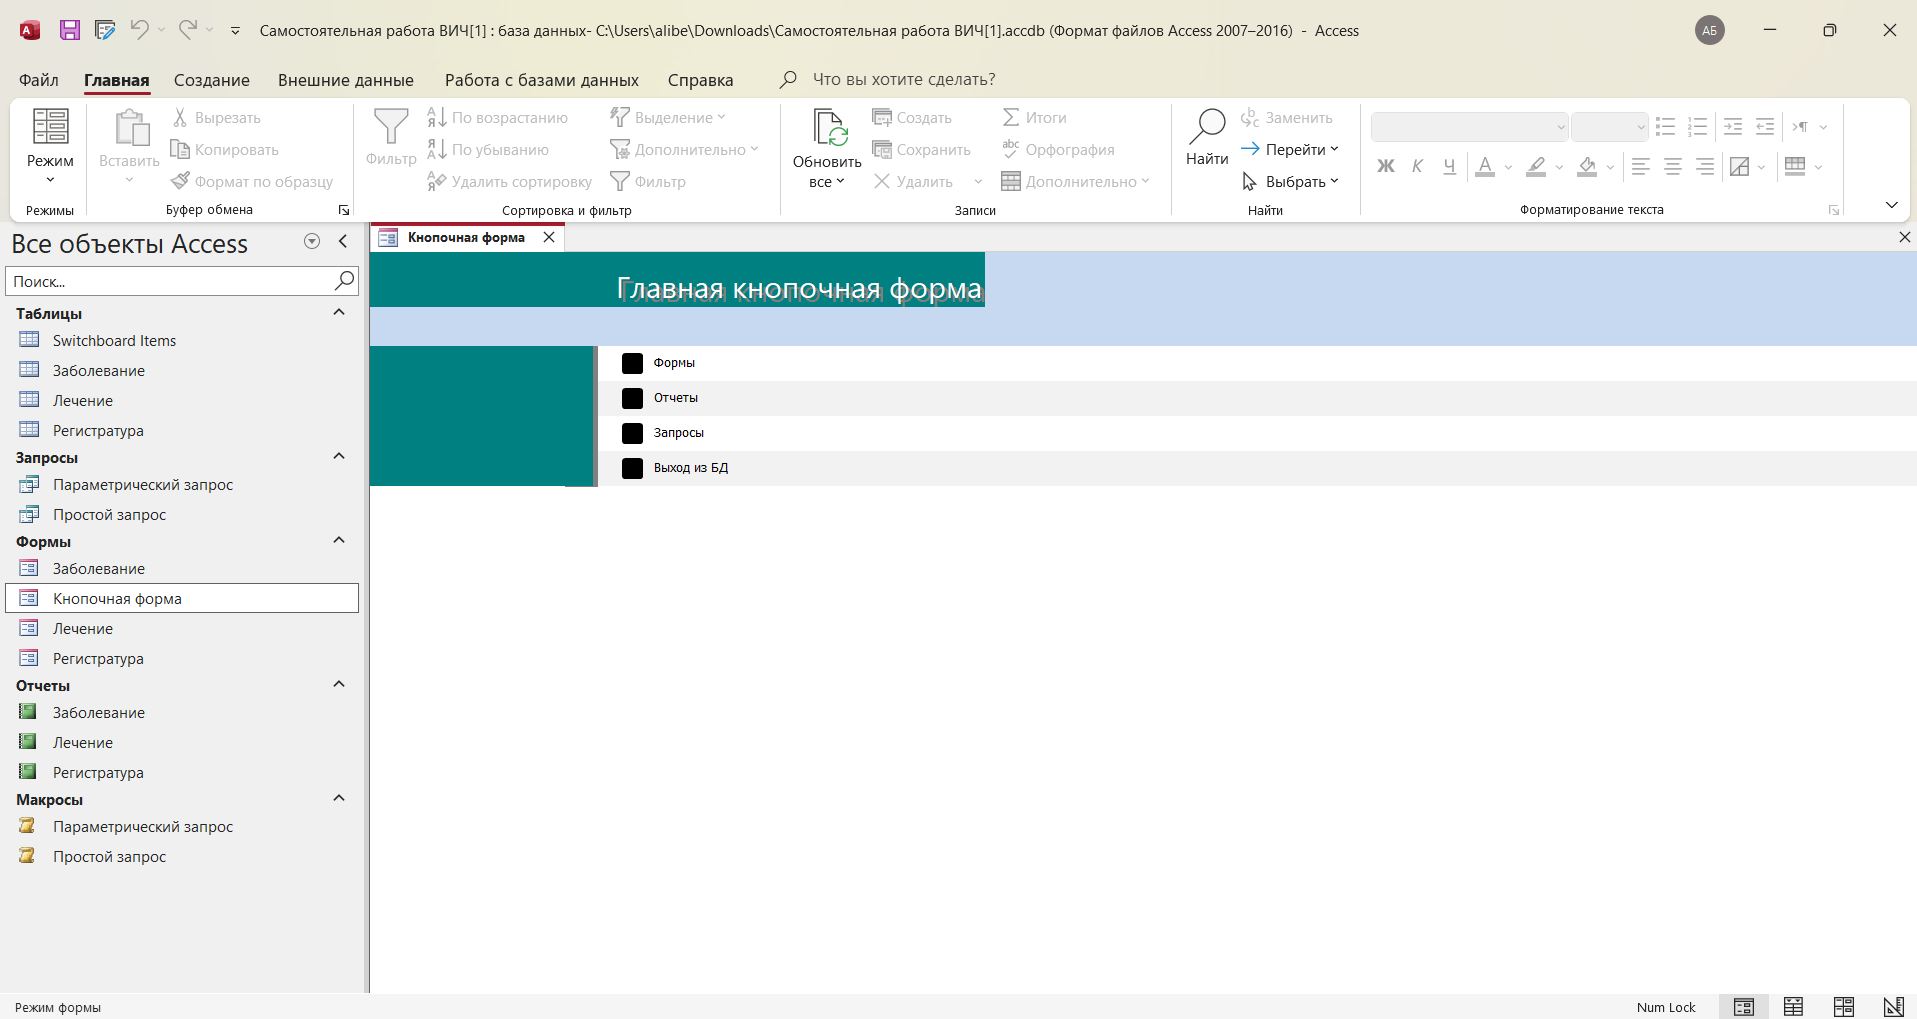 Самостоятельная работа ВИЧ[1] : база данных- C:\Users\alibe\Downloads\Самостоятельная работа ВИЧ[1].accdb (Формат файлов Access 2007–2016) - Access
АБ
Файл
Главная
Создание
Внешние данные
Работа с базами данных
Справка
Что вы хотите сделать?
Режим
Режимы
Вставить
Вырезать
Копировать
Формат по образцу
Буфер обмена
Фильтр
По возрастанию
По убыванию
Удалить сортировку
Выделение
Дополнительно
Фильтр
Сортировка и фильтр
Обновить
все
Создать
Сохранить
Удалить
Итоги
Орфография
Дополнительно
Записи
Найти
Заменить
Перейти
Выбрать
Найти
Ж К Ч А
Форматирование текста
Все объекты Access
Поиск...
Таблицы
Switchboard Items
Заболевание
Лечение
Регистратура
Запросы
Параметрический запрос
Простой запрос
Формы
Заболевание
Кнопочная форма
Лечение
Регистратура
Отчеты
Заболевание
Лечение
Регистратура
Макросы
Параметрический запрос
Простой запрос
Кнопочная форма
Главная кнопочная форма
Формы
Отчеты
Запросы
Выход из БД
Режим формы
Num Lock